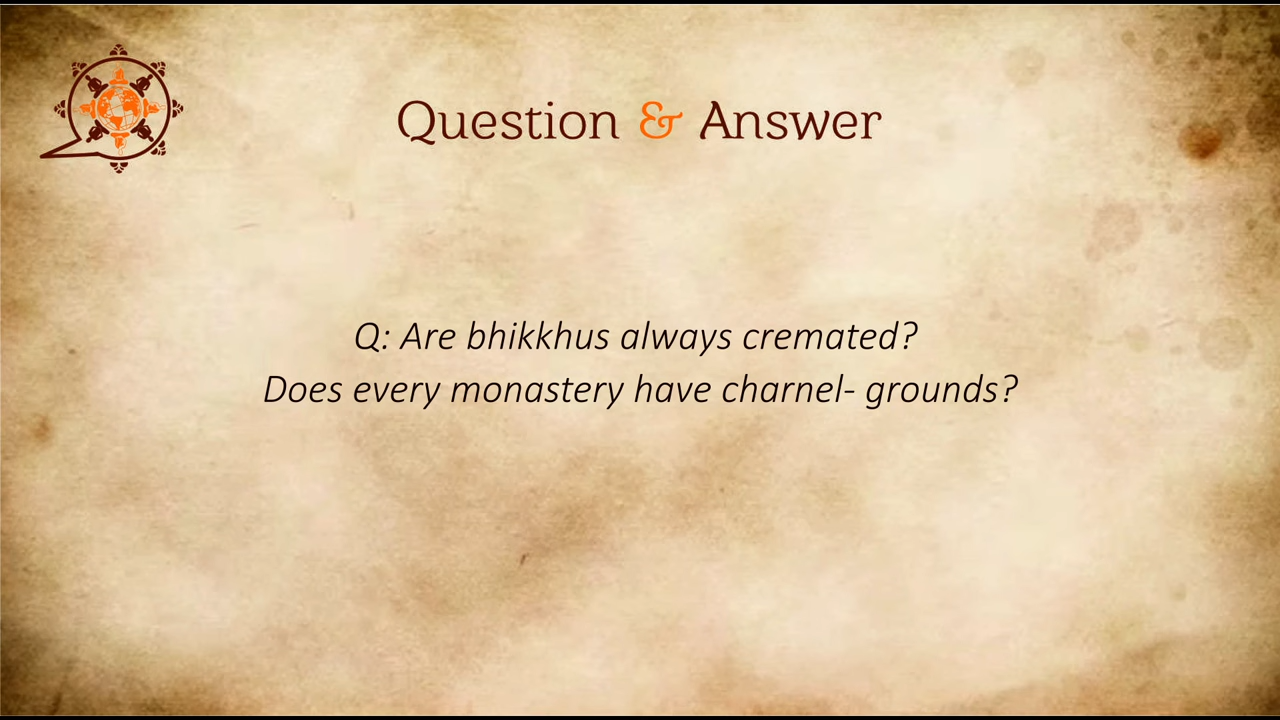 Question & Answer
Q: Are bhikkhus always cremated?
Does every monastery have charnel- grounds?